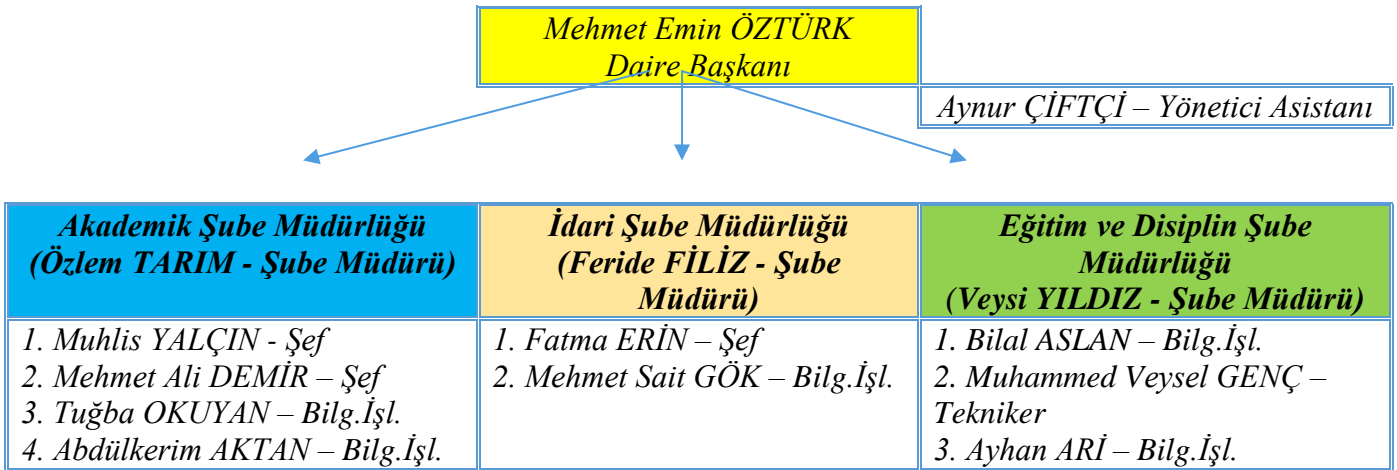 Mehmet Emin ÖZTÜRK
Daire Başkanı
Aynur ÇİFTÇİ – Yönetici Asistanı
Akademik Şube Müdürlüğü
(Özlem TARIM - Şube Müdürü)
İdari Şube Müdürlüğü
(Feride FİLİZ - Şube
Müdürü)
Eğitim ve Disiplin Şube
Müdürlüğü
(Veysi YILDIZ - Şube Müdürü)
1. Muhlis YALÇIN - Şef
2. Mehmet Ali DEMİR – Şef
3. Tuğba OKUYAN – Bilg.İşl.
4. Abdülkerim AKTAN – Bilg.İşl.
1. Fatma ERİN – Şef
2. Mehmet Sait GÖK – Bilg.İşl.
1. Bilal ASLAN – Bilg.İşl.
2. Muhammed Veysel GENÇ –
Tekniker
3. Ayhan ARİ – Bilg.İşl.